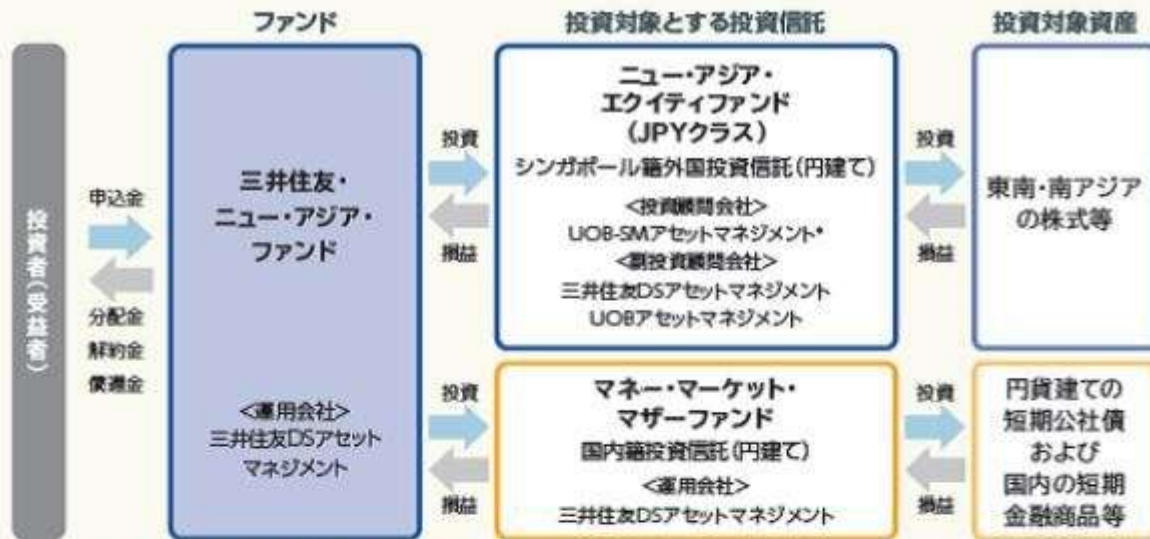 ファンド
投資対象とする投資信託
投資対象資産
投資者(受益者)
申込金
分配金
解約金
償還金
三井住友・
ニュー・アジア・
ファンド
<運用会社>
三井住友DSアセット
マネジメント
投資
損益
ニュー・アジア・
エクイティファンド
(JPYクラス)
シンガポール籍外国投資信託(円建て)
<投資顧問会社>
UOB-SMアセットマネジメント*
<副投資顧問会社>
三井住友DSアセットマネジメント
UOBアセットマネジメント
投資
損益
東南・南アジア
の株式等
投資
損益
マネー・マーケット・
マザーファンド
国内籍投資信託(円建て)
<運用会社>
三井住友DSアセットマネジメント
投資
損益
円貨建ての
短期公社債
および
国内の短期
金融商品等